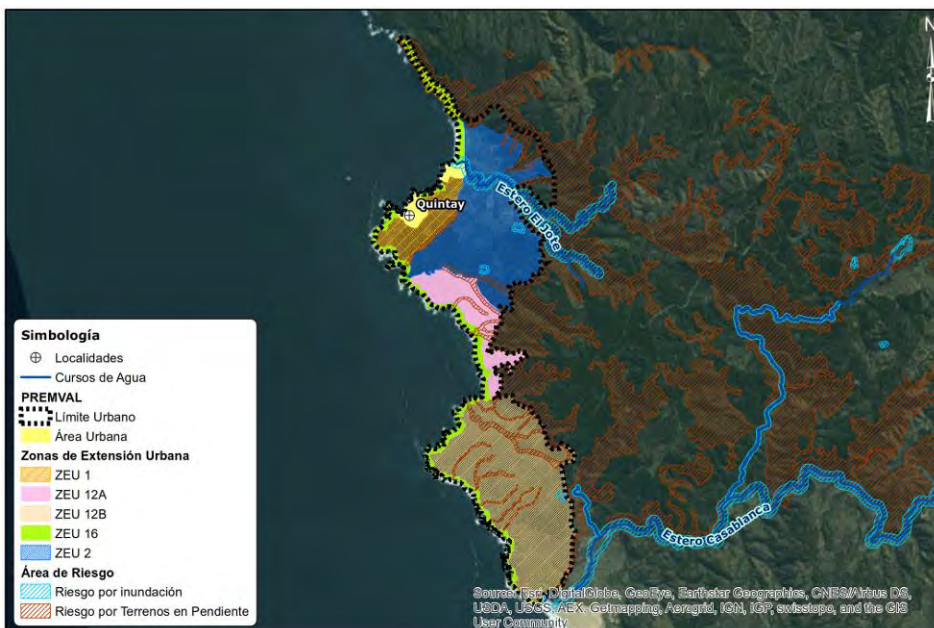 N
Quintay
Estero El Jote
Estero Casablanca
Simbología
Localidades
Cursos de Agua
PREMVAL
Límite Urbano
Área Urbana
Zonas de Extensión Urbana
ZEU 1
ZEU 12A
ZEU 12B
ZEU 16
ZEU 2
Área de Riesgo
Riesgo por inundación
Riesgo por Terrenos en Pendiente
Source: Esri, DigitalGlobe, GeoEye, Earthstar Geographics, CNES/Airbus DS,
USDA, USGS, AEX, Getmapping, Aerogrid, IGN, IGP, swisstopo, and the GIS
User Community